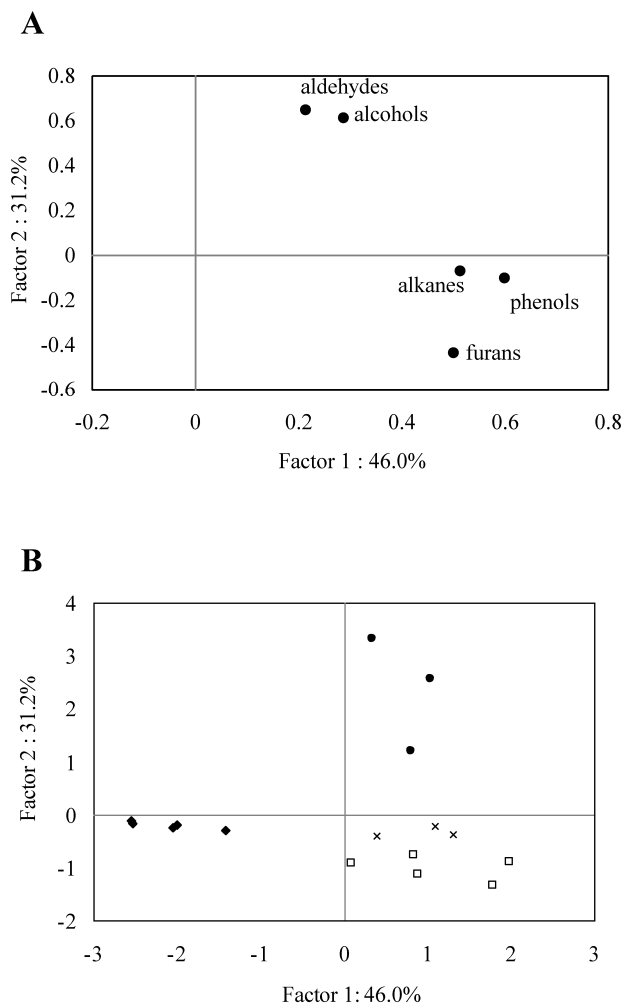 A
0.8
aldehydes
0.6
alcohols
0.4
0.2
0
alkanes
-0.2
phenols
-0.4
furans
-0.6
-0.2 0 0.2 0.4 0.6 0.8
Factor 2 : 31.2%
Factor 1 : 46.0%
B
4
3
2
1
0
-1
-2
-3 -2 -1 0 1 2 3
Factor 2 : 31.2%
Factor 1: 46.0%